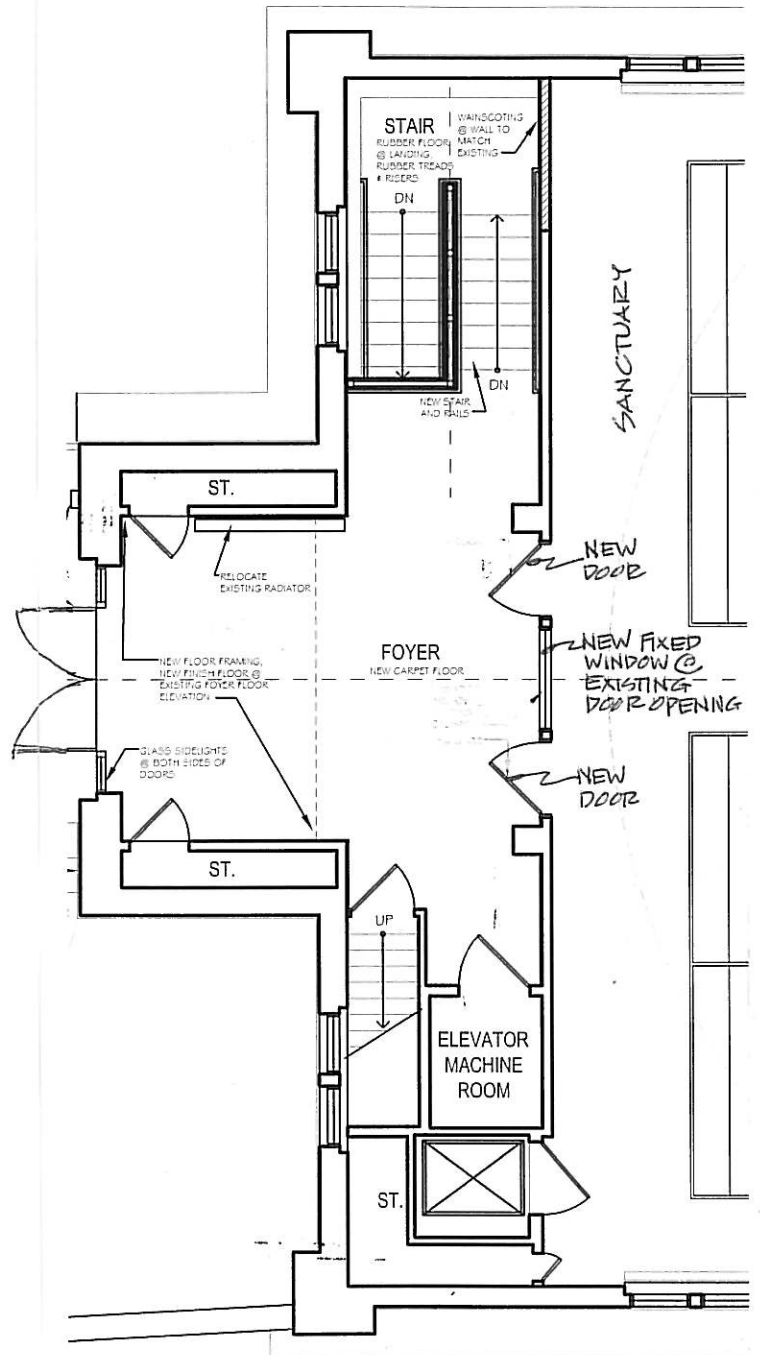 STAIR
RUBBER FLOOR
@ LANDING,
RUBBER TREADS
& RISERS
WAINSCOTING
@ WALL TO
MATCH
EXISTING
DN
DN
NEW STAIR
AND RAILS
SANCTUARY
ST.
RELOCATE
EXISTING RADIATOR
NEW
DOOR
FOYER
NEW CARPET FLOOR
NEW FLOOR FRAMING,
NEW FINISH FLOOR @
EXISTING FOYER FLOOR
ELEVATION
NEW FIXED
WINDOW @
EXISTING
DOOR OPENING
GLASS SIDELIGHTS
@ BOTH SIDES OF
DOORS
NEW
DOOR
ST.
UP
ELEVATOR
MACHINE
ROOM
ST.